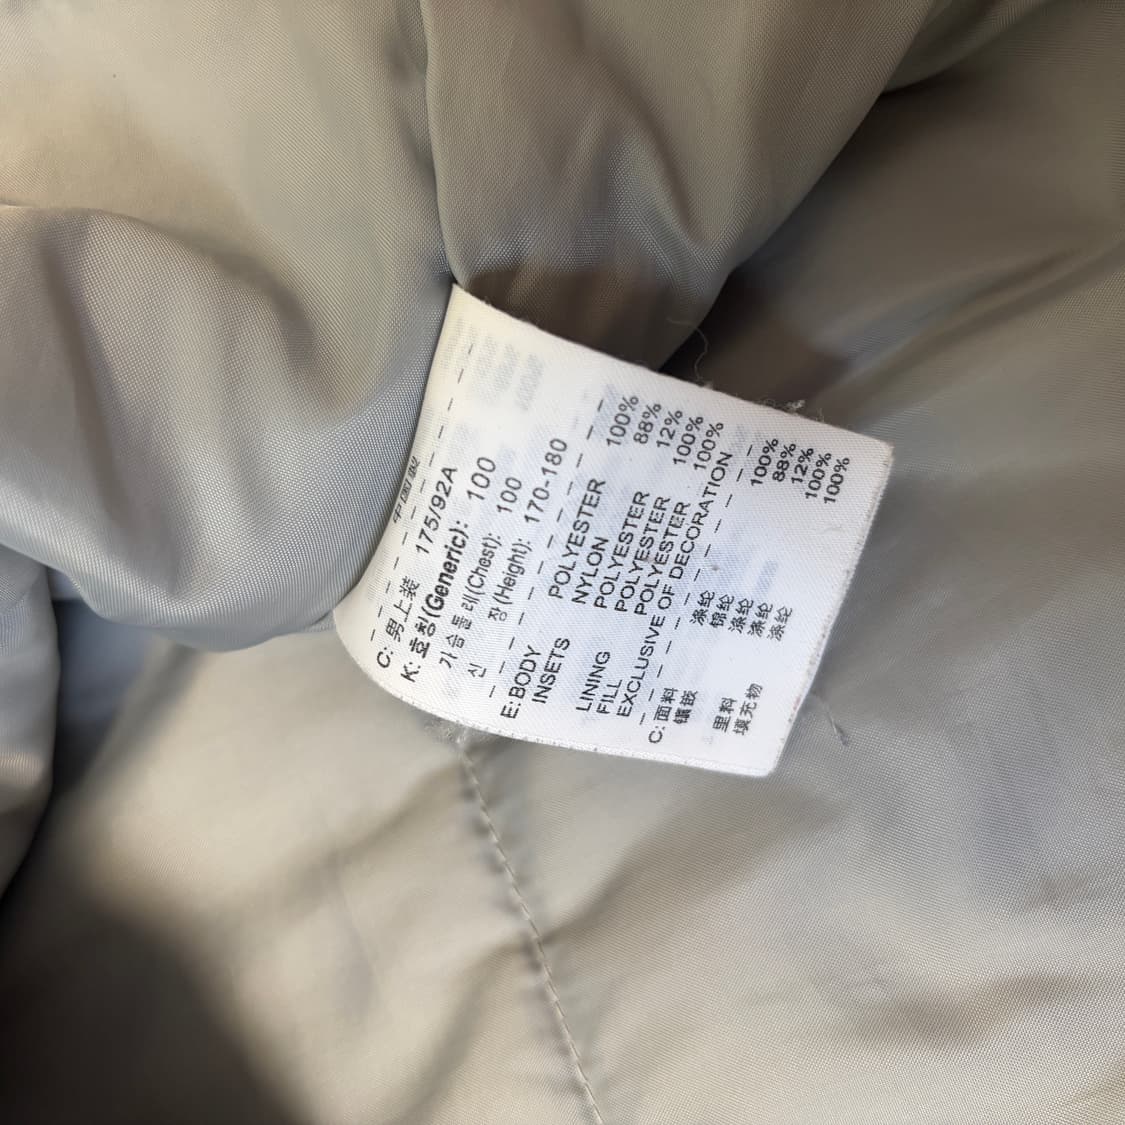 中国製
C: 男上装 175/92A
K: 호칭(Generic): 100
가슴둘레(Chest): 100
신 장(Height): 170-180
E: BODY POLYESTER 100%
INSETS NYLON 88%
POLYESTER 12%
LINING POLYESTER 100%
FILL POLYESTER 100%
EXCLUSIVE OF DECORATION
C: 面料 涤纶 100%
镶嵌 锦纶 88%
涤纶 12%
里料 涤纶 100%
填充物 涤纶 100%